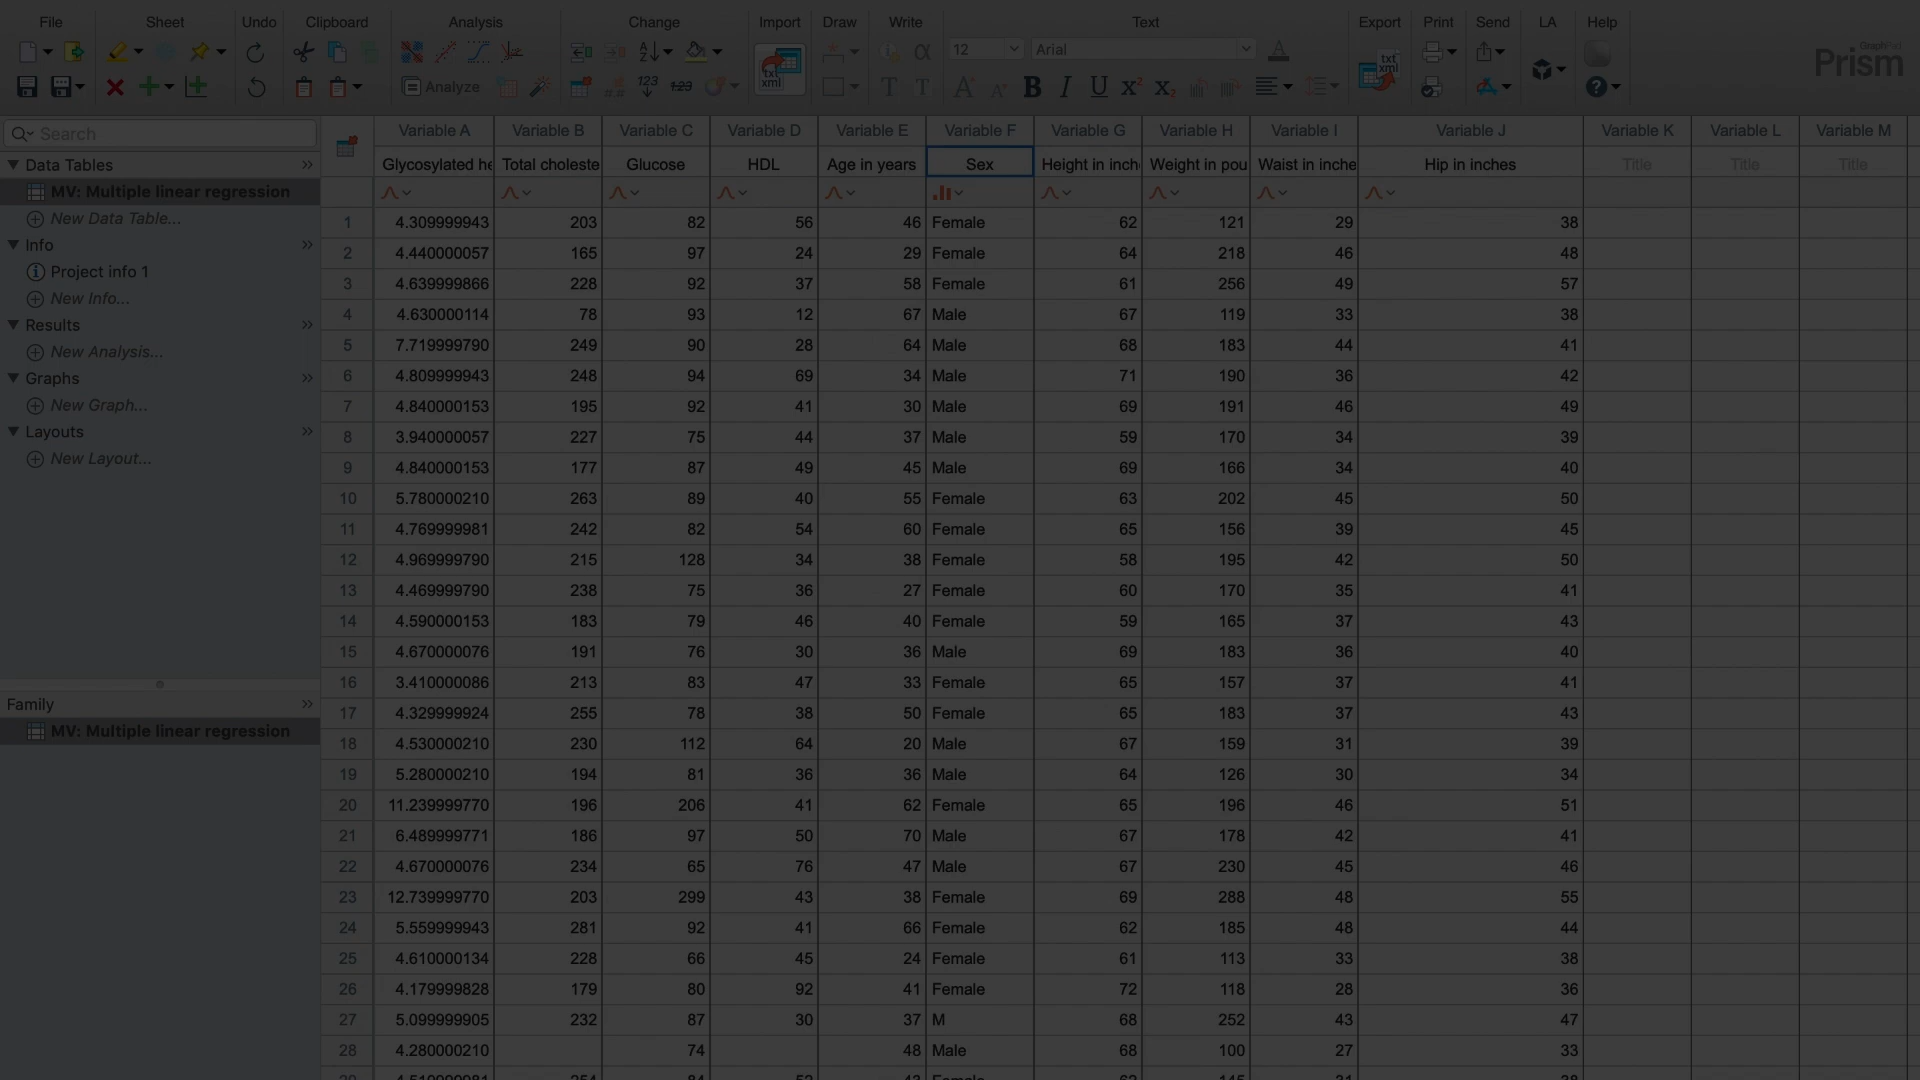 File Sheet Undo Clipboard Analysis Change Import Draw Write Text Export Print Send LA Help
GraphPad
Prism
12 Arial
Analyze
Search
Data Tables
MV: Multiple linear regression
New Data Table...
Info
Project info 1
New Info...
Results
New Analysis...
Graphs
New Graph...
Layouts
New Layout...
Family
MV: Multiple linear regression
Variable A Variable B Variable C Variable D Variable E Variable F Variable G Variable H Variable I Variable J Variable K Variable L Variable M
Glycosylated he Total choleste Glucose HDL Age in years Sex Height in inch Weight in pou Waist in inche Hip in inches Title Title Title
1 4.309999943 203 82 56 46 Female 62 121 29 38
2 4.440000057 165 97 24 29 Female 64 218 46 48
3 4.639999866 228 92 37 58 Female 61 256 49 57
4 4.630000114 78 93 12 67 Male 67 119 33 38
5 7.719999790 249 90 28 64 Male 68 183 44 41
6 4.809999943 248 94 69 34 Male 71 190 36 42
7 4.840000153 195 92 41 30 Male 69 191 46 49
8 3.940000057 227 75 44 37 Male 59 170 34 39
9 4.840000153 177 87 49 45 Male 69 166 34 40
10 5.780000210 263 89 40 55 Female 63 202 45 50
11 4.769999981 242 82 54 60 Female 65 156 39 45
12 4.969999790 215 128 34 38 Female 58 195 42 50
13 4.469999790 238 75 36 27 Female 60 170 35 41
14 4.590000153 183 79 46 40 Female 59 165 37 43
15 4.670000076 191 76 30 36 Male 69 183 36 40
16 3.410000086 213 83 47 33 Female 65 157 37 41
17 4.329999924 255 78 38 50 Female 65 183 37 43
18 4.530000210 230 112 64 20 Male 67 159 31 39
19 5.280000210 194 81 36 36 Male 64 126 30 34
20 11.239999770 196 206 41 62 Female 65 196 46 51
21 6.489999771 186 97 50 70 Male 67 178 42 41
22 4.670000076 234 65 76 47 Male 67 230 45 46
23 12.739999770 203 299 43 38 Female 69 288 48 55
24 5.559999943 281 92 41 66 Female 62 185 48 44
25 4.610000134 228 66 45 24 Female 61 113 33 38
26 4.179999828 179 80 92 41 Female 72 118 28 36
27 5.099999905 232 87 30 37 M 68 252 43 47
28 4.280000210 74 48 Male 68 100 27 33